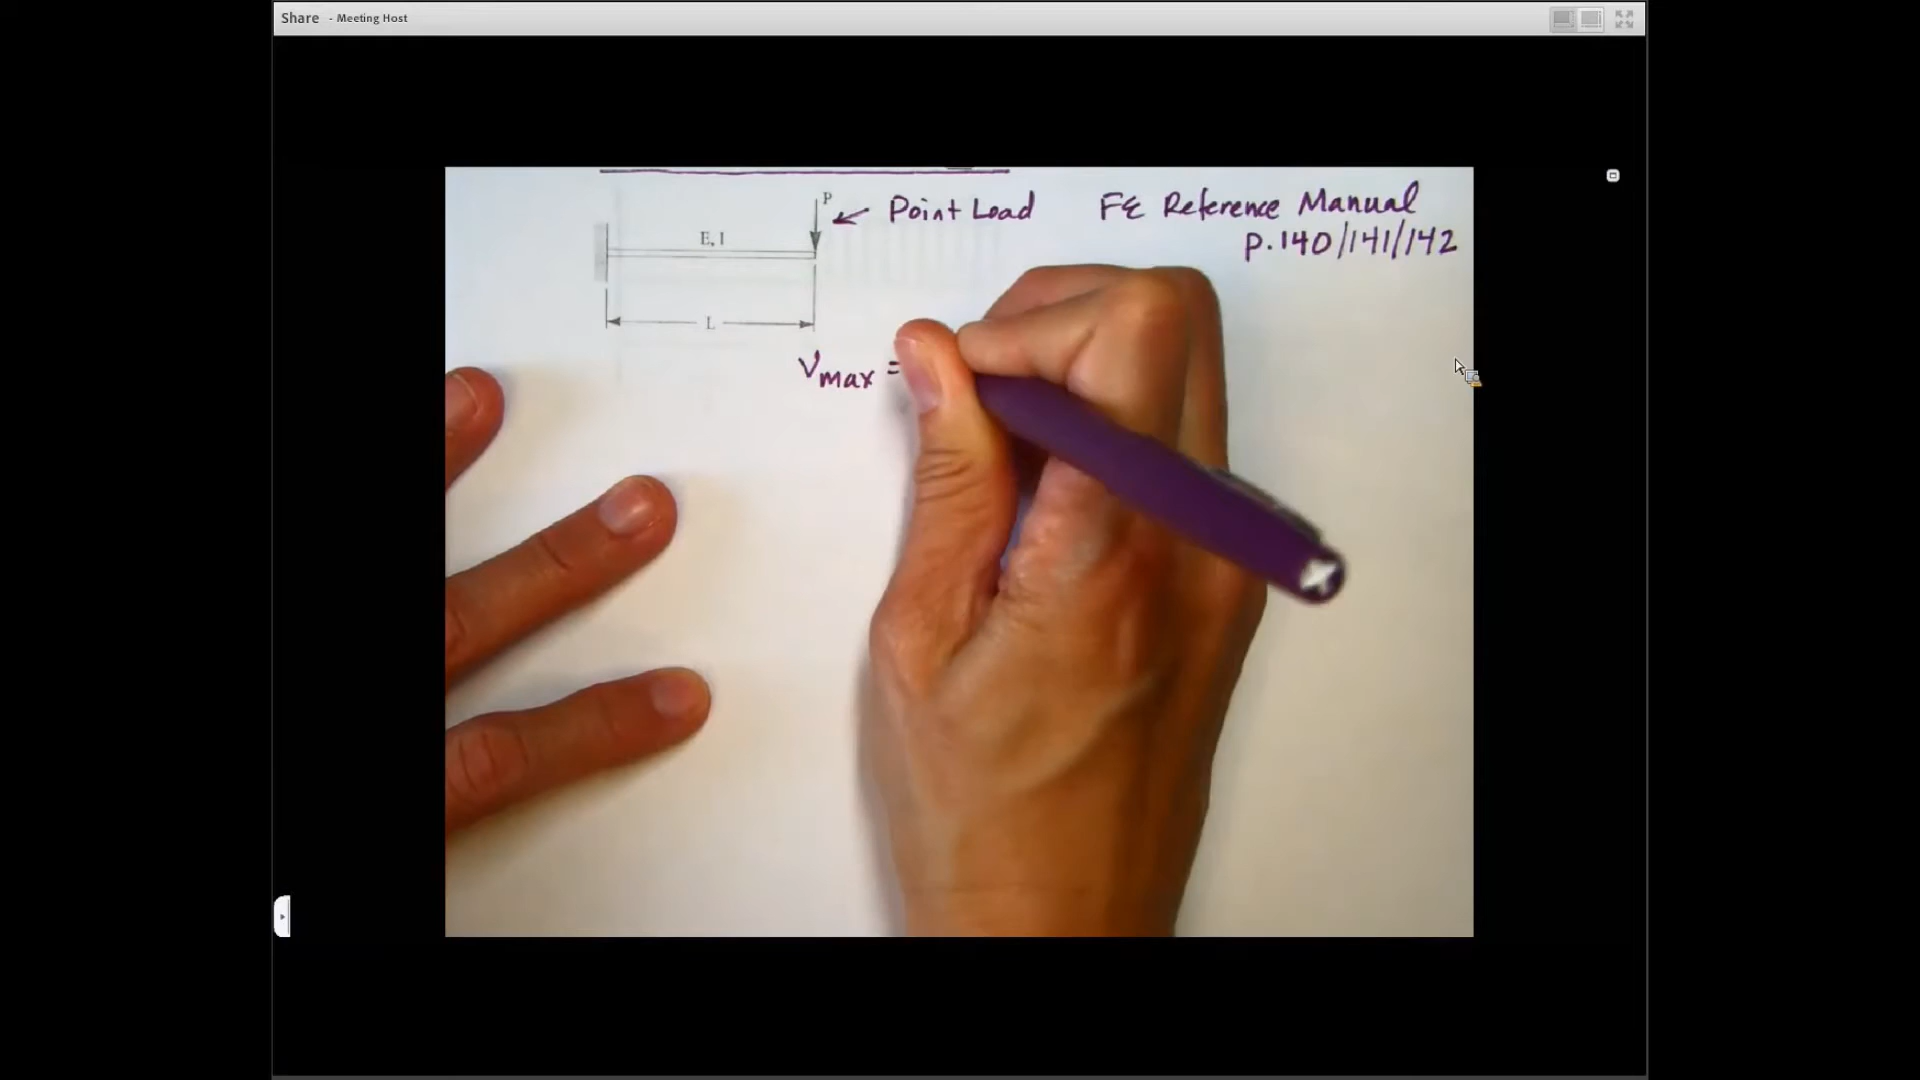 Share - Meeting Host
P
Point Load
FE Reference Manual
p.140/141/142
E, I
L
vmax =